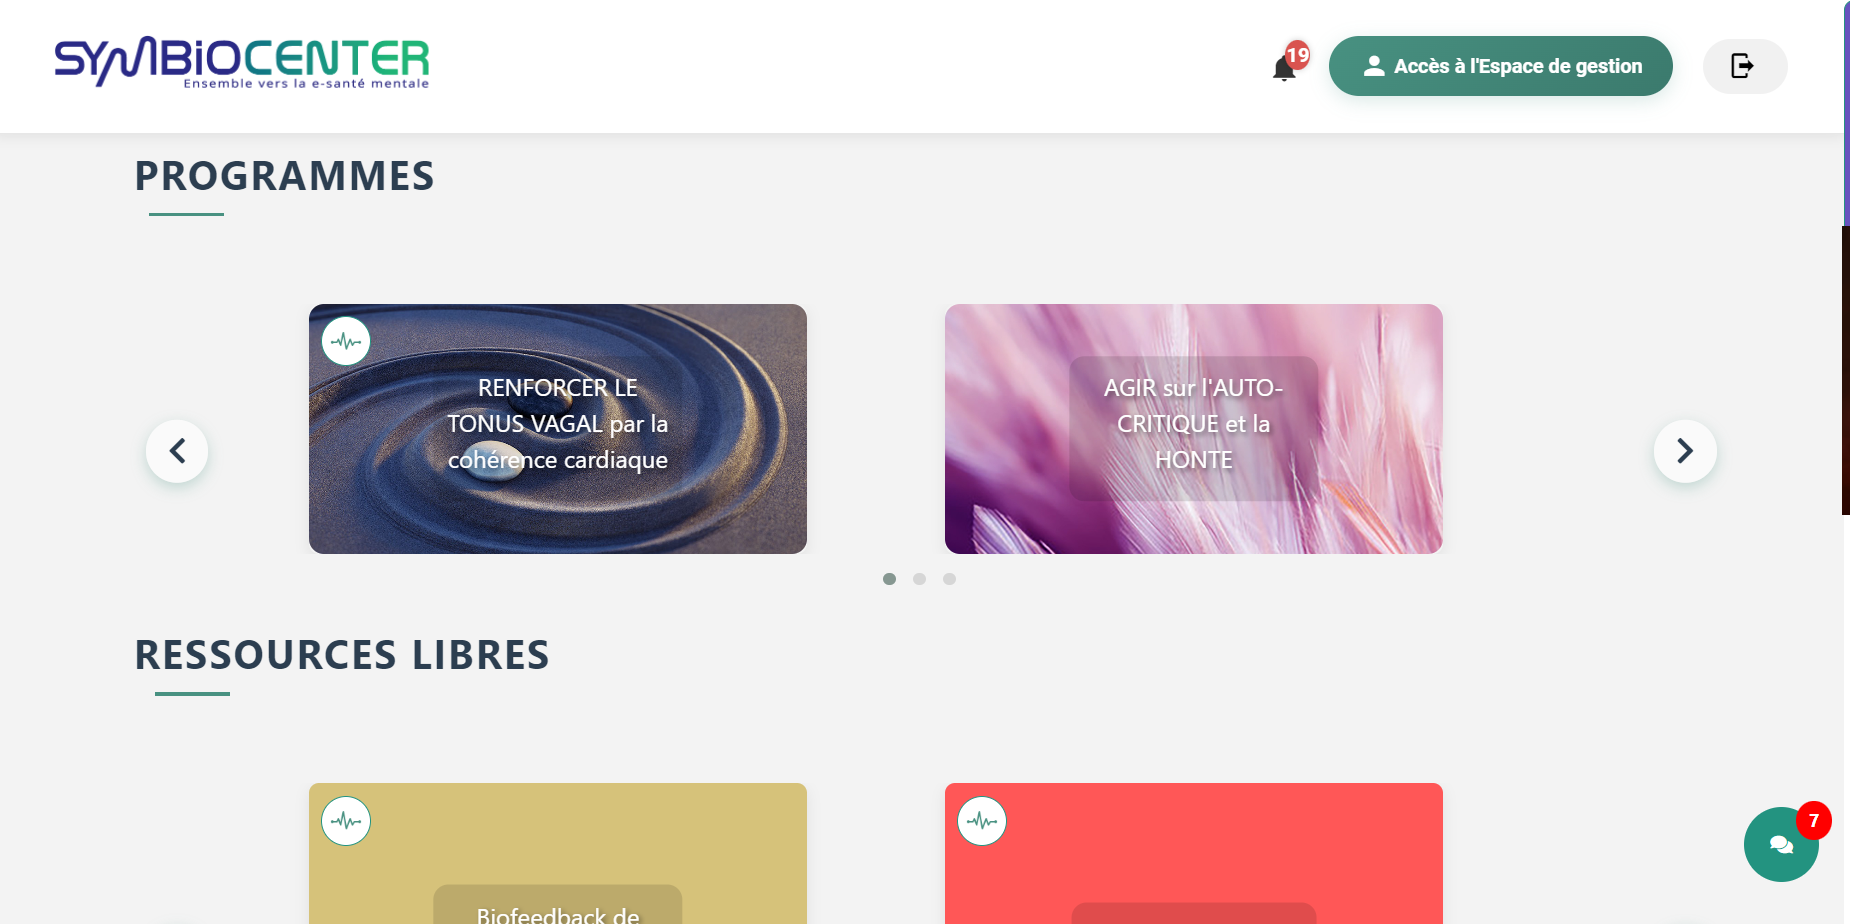 SYMBIOCENTER
Ensemble vers la e-santé mentale
19
Accès à l'Espace de gestion
PROGRAMMES
RENFORCER LE
TONUS VAGAL par la
cohérence cardiaque
AGIR sur l'AUTO-
CRITIQUE et la
HONTE
RESSOURCES LIBRES
Biofeedback de
7